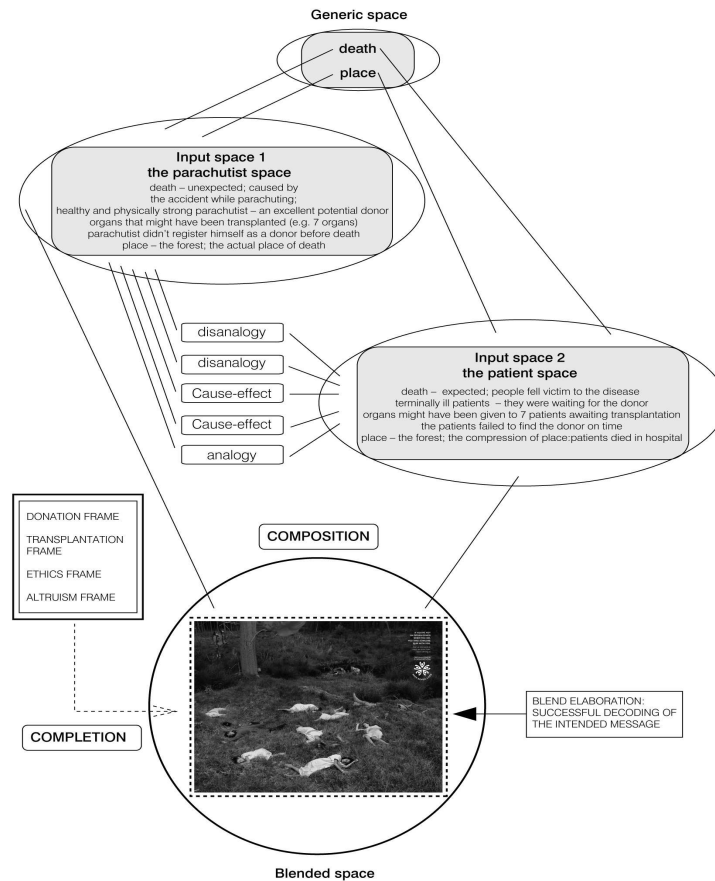 Generic space
death
place
Input space 1
the parachutist space
death – unexpected; caused by
the accident while parachuting;
healthy and physically strong parachutist – an excellent potential donor
organs that might have been transplanted (e.g. 7 organs)
parachutist didn't register himself as a donor before death
place – the forest; the actual place of death
disanalogy
disanalogy
Cause-effect
Cause-effect
analogy
Input space 2
the patient space
death – expected; people fell victim to the disease
terminally ill patients – they were waiting for the donor
organs might have been given to 7 patients awaiting transplantation
the patients failed to find the donor on time
place – the forest; the compression of place:patients died in hospital
DONATION FRAME
TRANSPLANTATION
FRAME
ETHICS FRAME
ALTRUISM FRAME
COMPOSITION
COMPLETION
BLEND ELABORATION:
SUCCESSFUL DECODING OF
THE INTENDED MESSAGE
Blended space